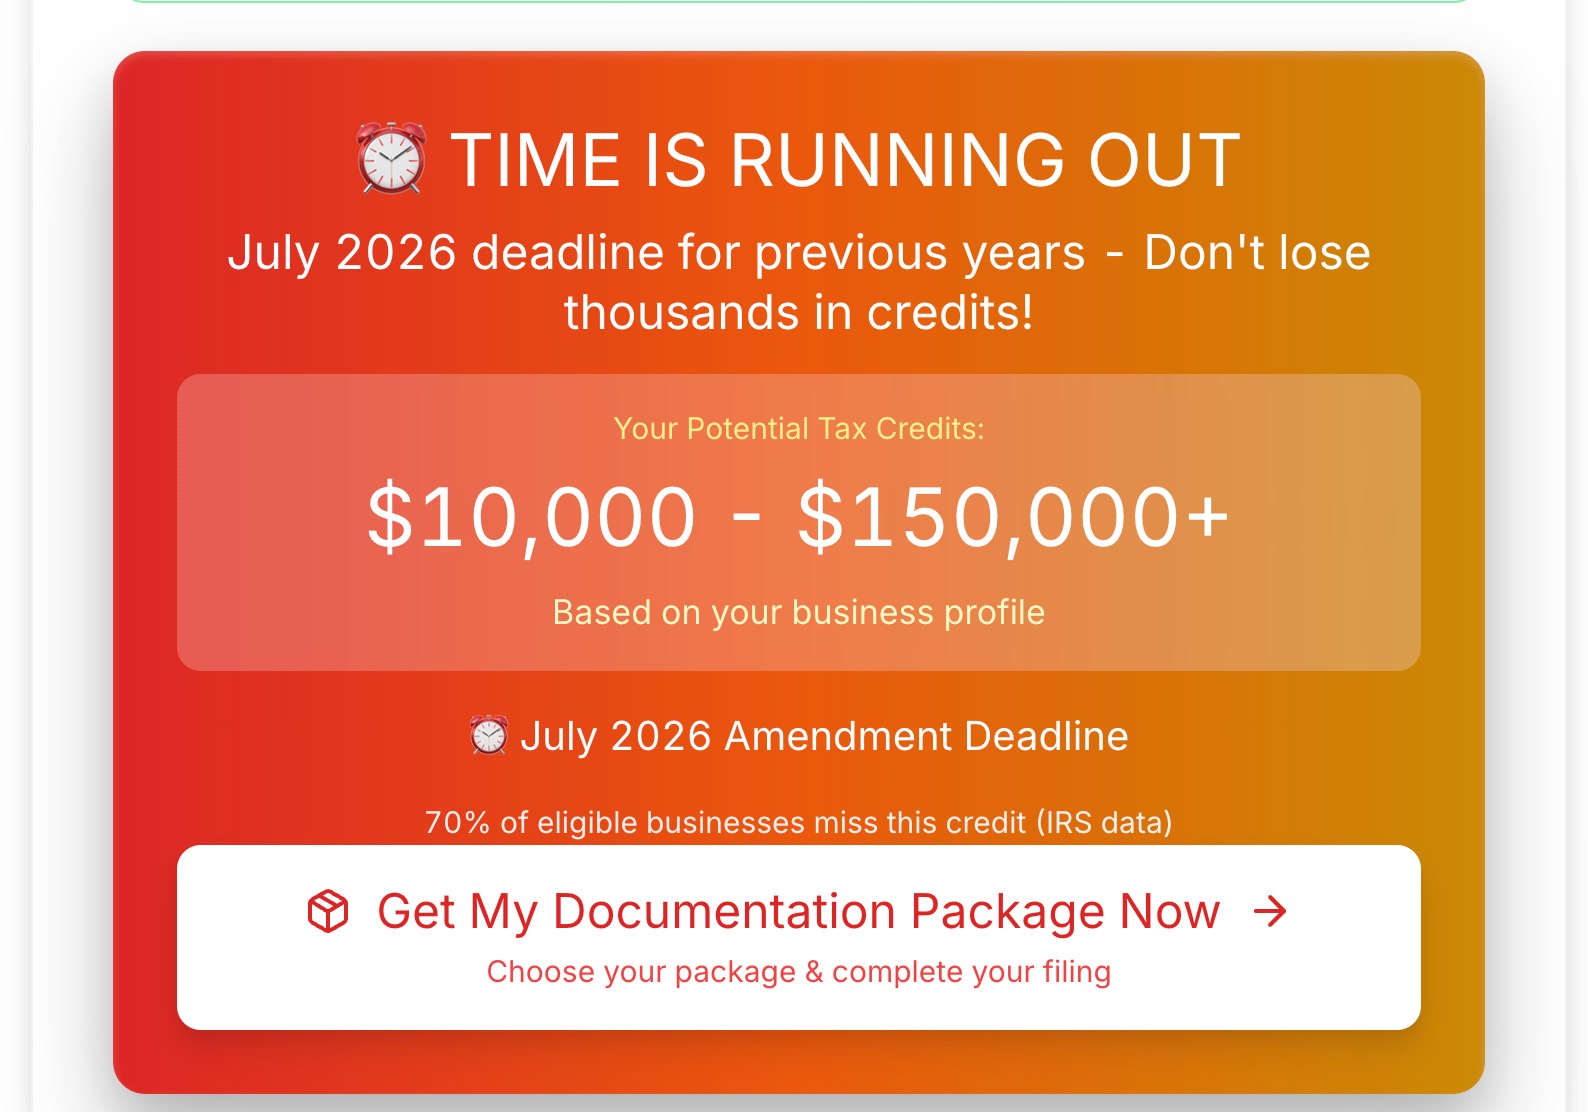 ⏰ TIME IS RUNNING OUT
July 2026 deadline for previous years - Don't lose
thousands in credits!
Your Potential Tax Credits:
$10,000 - $150,000+
Based on your business profile
⏰ July 2026 Amendment Deadline
70% of eligible businesses miss this credit (IRS data)
Get My Documentation Package Now →
Choose your package & complete your filing